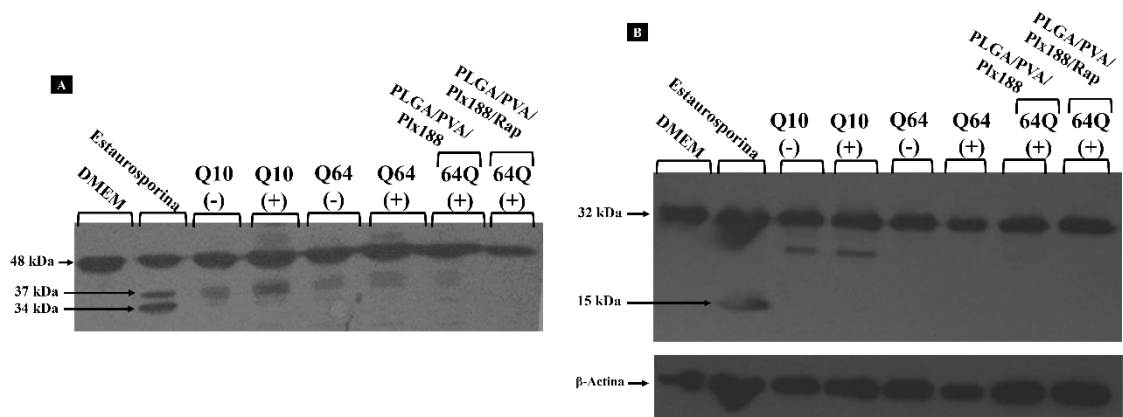 A
DMEM
Estaurosporina
Q10
(-)
Q10
(+)
Q64
(-)
Q64
(+)
PLGA/PVA/
Plx188
64Q
(+)
PLGA/PVA/
Plx188/Rap
64Q
(+)
48 kDa
37 kDa
34 kDa
B
DMEM
Estaurosporina
Q10
(-)
Q10
(+)
Q64
(-)
Q64
(+)
PLGA/PVA/
Plx188
64Q
(+)
PLGA/PVA/
Plx188/Rap
64Q
(+)
32 kDa
15 kDa
β-Actina